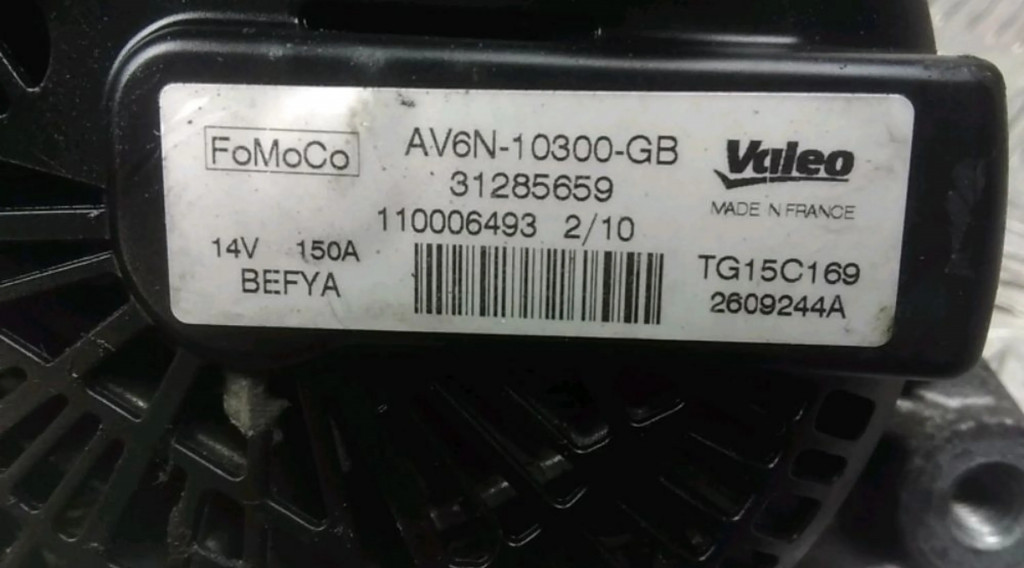 FoMoCo
AV6N-10300-GB
31285659
110006493 2/10
14V 150A
BEFYA
Valeo
MADE IN FRANCE
TG15C169
2609244A